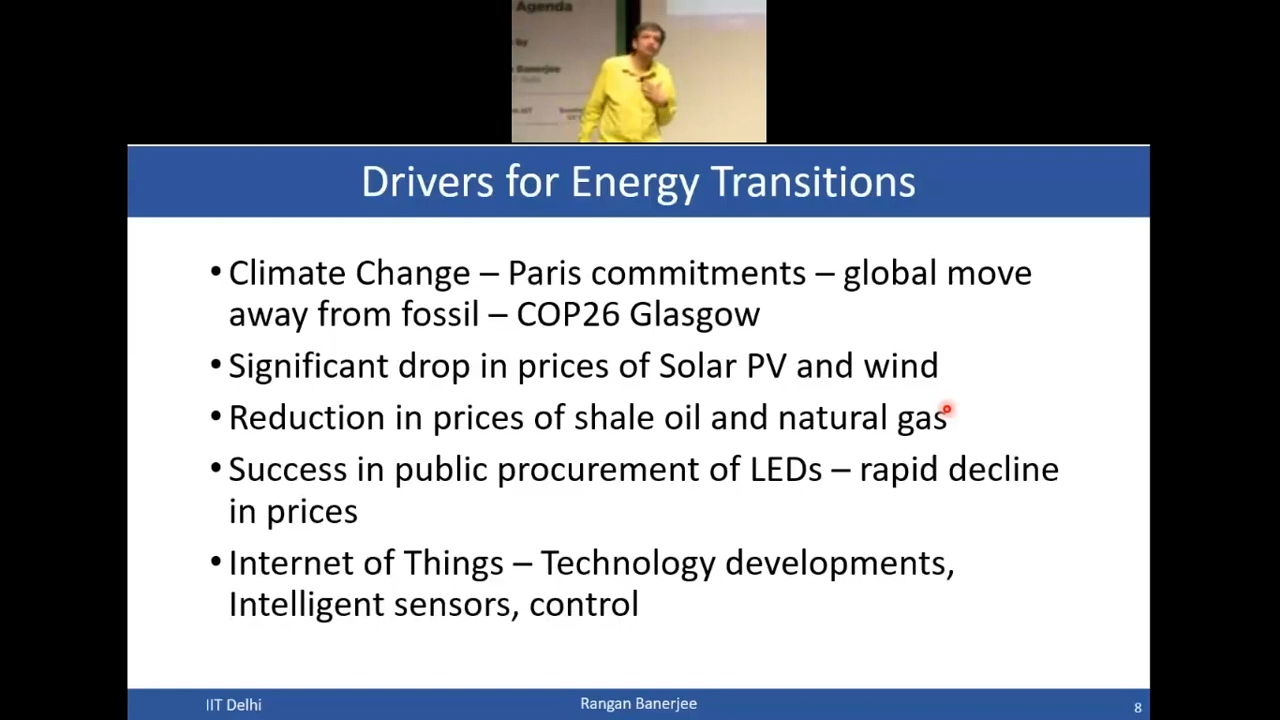 Agenda
by
Banerjee
Drivers for Energy Transitions
• Climate Change – Paris commitments – global move
away from fossil – COP26 Glasgow
• Significant drop in prices of Solar PV and wind
• Reduction in prices of shale oil and natural gas
• Success in public procurement of LEDs – rapid decline
in prices
• Internet of Things – Technology developments,
Intelligent sensors, control
IIT Delhi
Rangan Banerjee
8